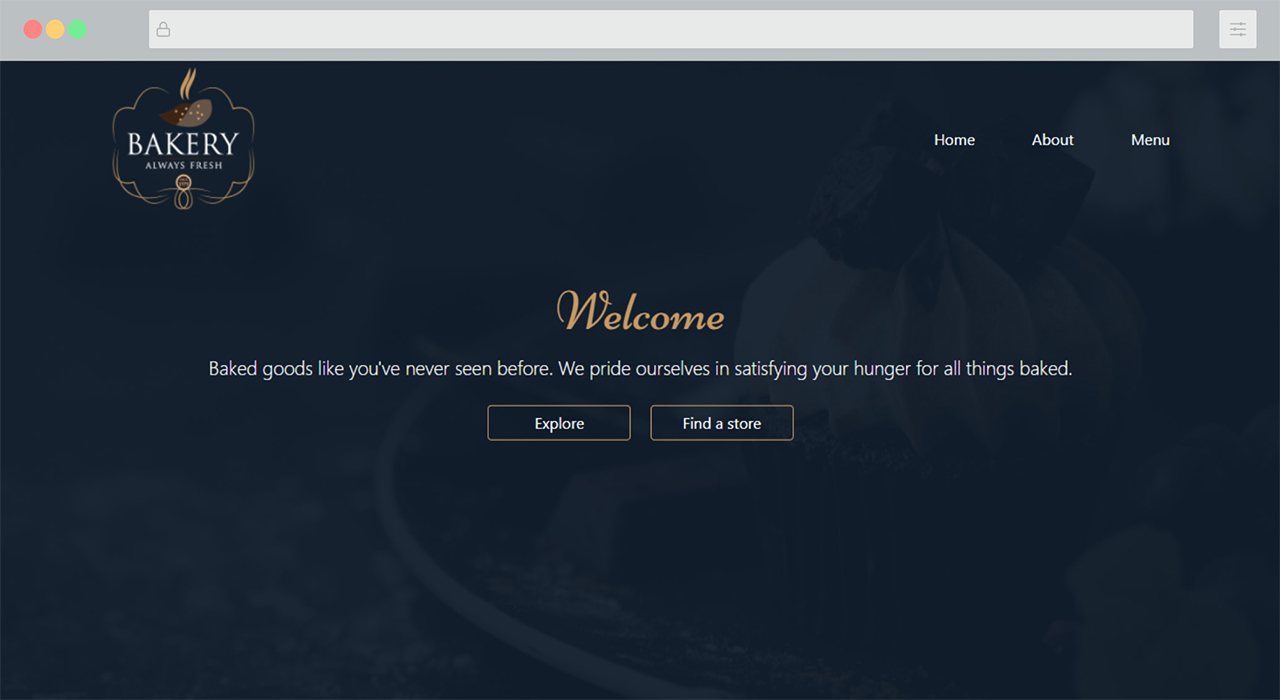 BAKERY
ALWAYS FRESH
Home About Menu
Welcome
Baked goods like you've never seen before. We pride ourselves in satisfying your hunger for all things baked.
Explore Find a store